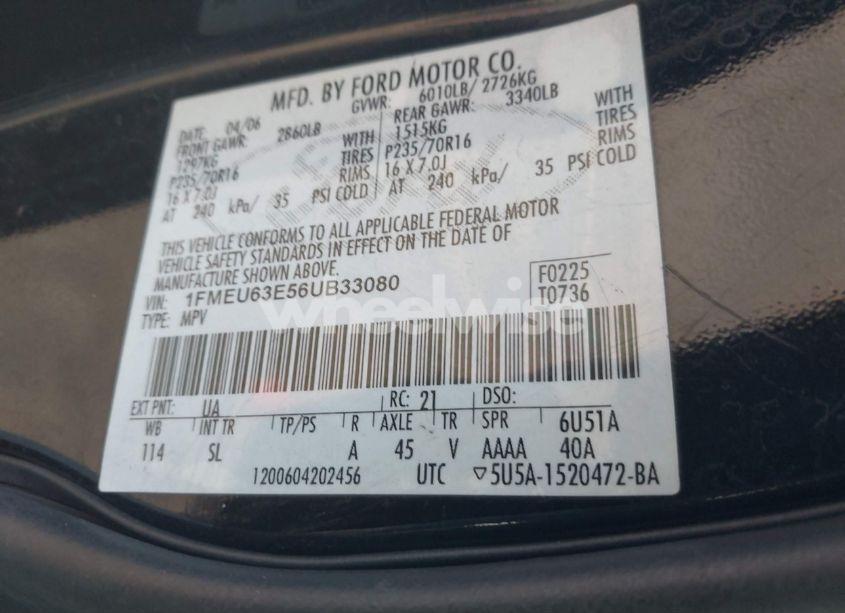 MFD. BY FORD MOTOR CO.
DATE: 04/06 GVWR: 6010LB/ 2726KG
FRONT GAWR: 2860LB REAR GAWR: 3340LB
1297KG WITH 1515KG WITH
P235/70R16 TIRES P235/70R16 TIRES
16 X 7.0J RIMS 16 X 7.0J RIMS
AT 240 kPa/ 35 PSI COLD AT 240 kPa/ 35 PSI COLD
THIS VEHICLE CONFORMS TO ALL APPLICABLE FEDERAL MOTOR
VEHICLE SAFETY STANDARDS IN EFFECT ON THE DATE OF
MANUFACTURE SHOWN ABOVE.
VIN: 1FMEU63E56UB33080 F0225
TYPE: MPV T0736
wheelwise
EXT PNT: UA RC: 21 DSO:
WB INT TR TP/PS R AXLE TR SPR 6U51A
114 SL A 45 V AAAA 40A
1200604202456 UTC ▽5U5A-1520472-BA